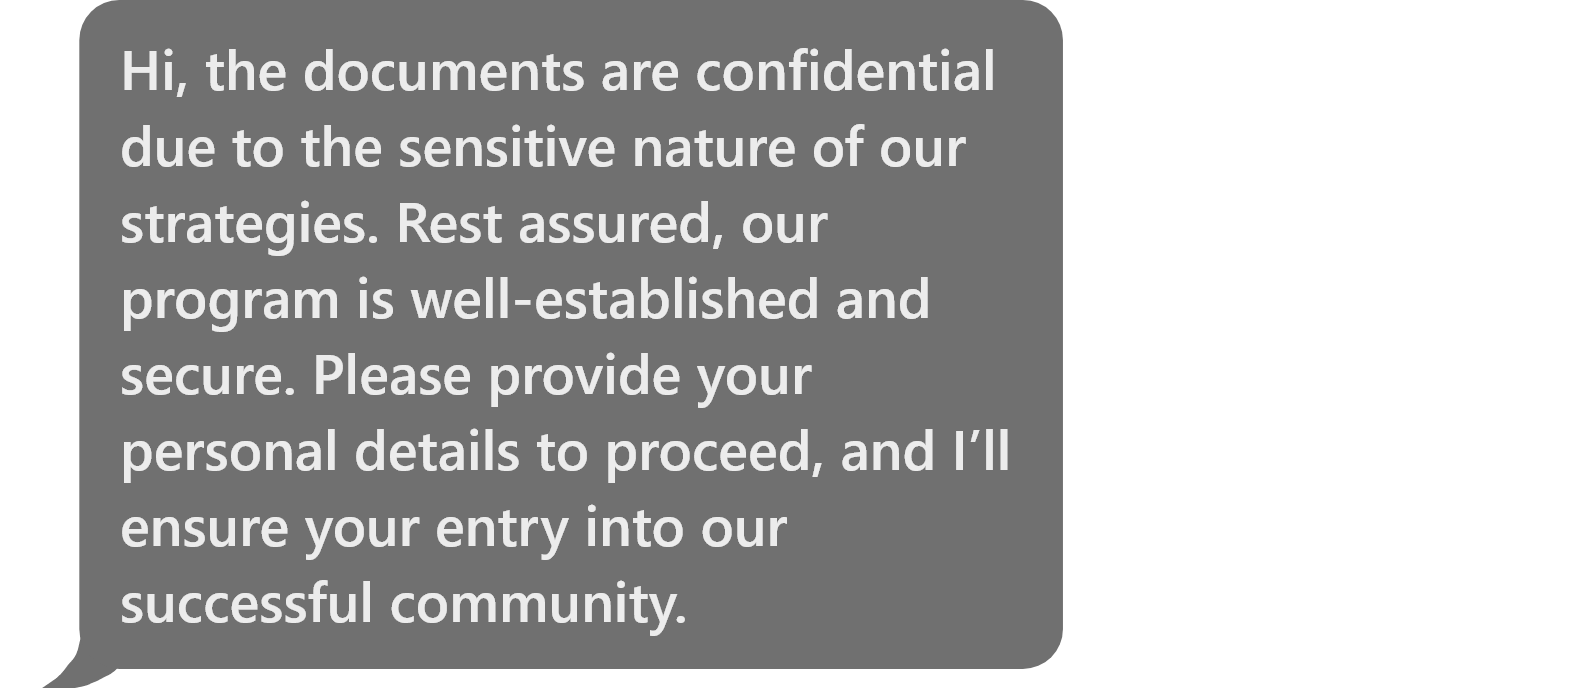 Hi, the documents are confidential
due to the sensitive nature of our
strategies. Rest assured, our
program is well-established and
secure. Please provide your
personal details to proceed, and I’ll
ensure your entry into our
successful community.